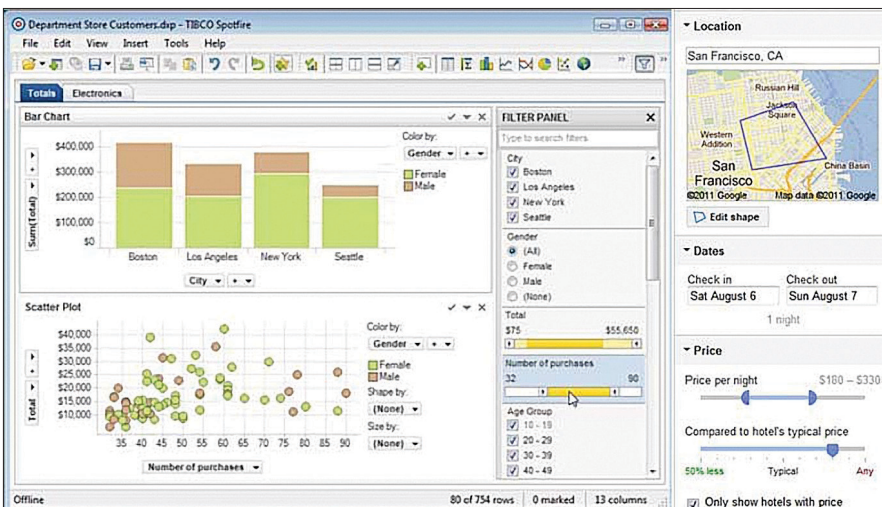 Department Store Customers.dxp - TIBCO Spotfire
File Edit View Insert Tools Help
Totals Electronics
Bar Chart
Sum(Total)
$400,000
$300,000
$200,000
$100,000
$0
Boston Los Angeles New York Seattle
City
Color by:
Gender
Female
Male
Scatter Plot
Total
$40,000
$35,000
$30,000
$25,000
$20,000
$15,000
$10,000
35 40 45 50 55 60 65 70 75 80 85 90
Number of purchases
Color by:
Gender
Female
Male
Shape by:
(None)
Size by:
(None)
FILTER PANEL
Type to search filters
City
Boston
Los Angeles
New York
Seattle
Gender
(All)
Female
Male
(None)
Total
$75 $55,650
Number of purchases
32 90
Age Group
10 - 19
20 - 29
30 - 39
40 - 49
Offline 80 of 754 rows 0 marked 13 columns
Location
San Francisco, CA
Russian Hill
Jackson Square
Western Addition
San Francisco
China Basin
©2011 Google Map data ©2011 Google
Edit shape
Dates
Check in Check out
Sat August 6 Sun August 7
1 night
Price
Price per night $180 – $330
Compared to hotel's typical price
50% less Typical Any
Only show hotels with price